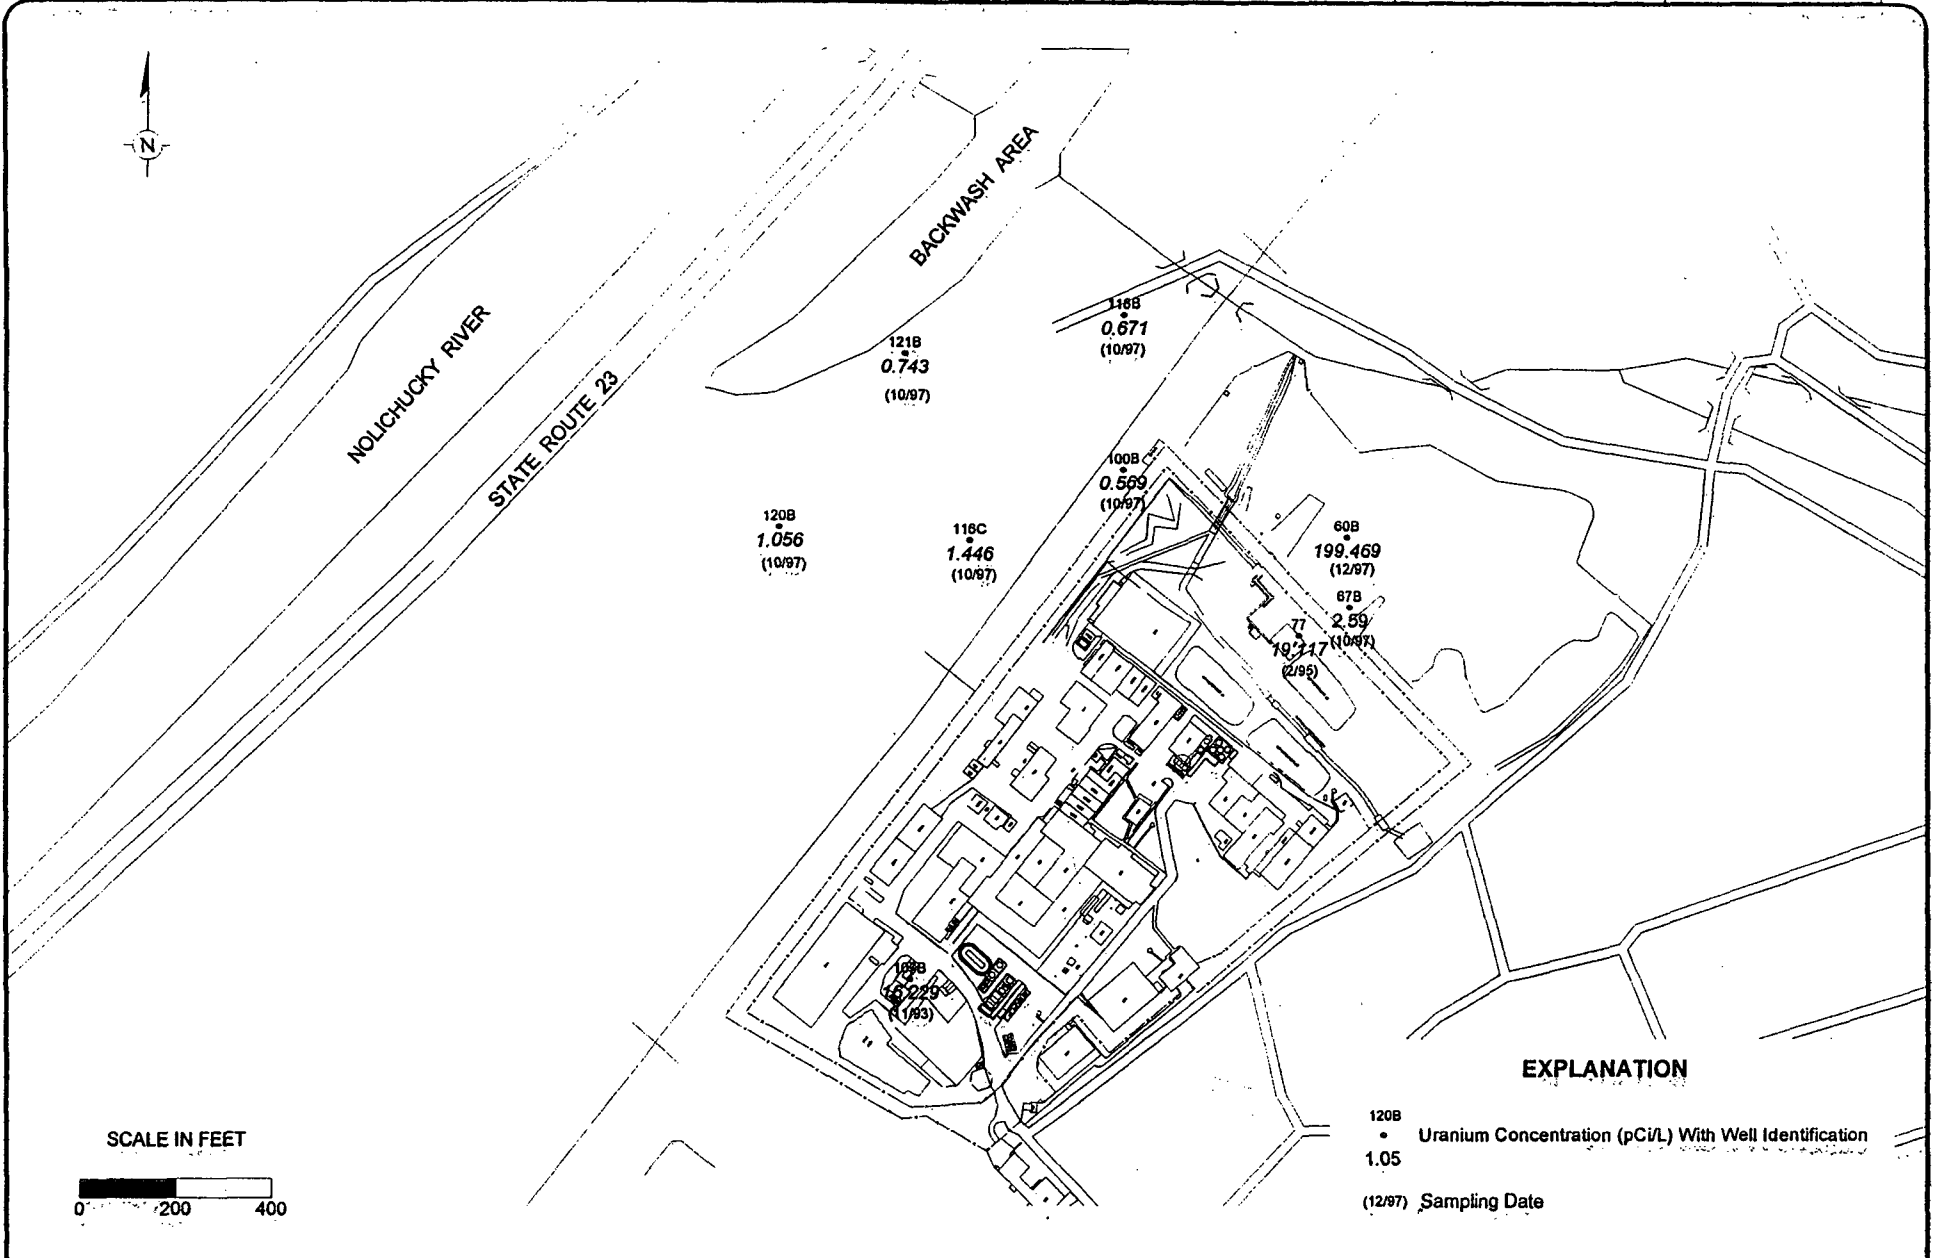 N
BACKWASH AREA
NOLICHUCKY RIVER
STATE ROUTE 23
118B
0.671
(10/97)
121B
0.743
(10/97)
100B
0.569
(10/97)
120B
1.056
(10/97)
116C
1.446
(10/97)
60B
199.469
(12/97)
67B
2.59
(10/97)
77
19.117
(2/95)
(11/93)
EXPLANATION
120B
Uranium Concentration (pCi/L) With Well Identification
1.05
(12/97) Sampling Date
SCALE IN FEET
0 200 400